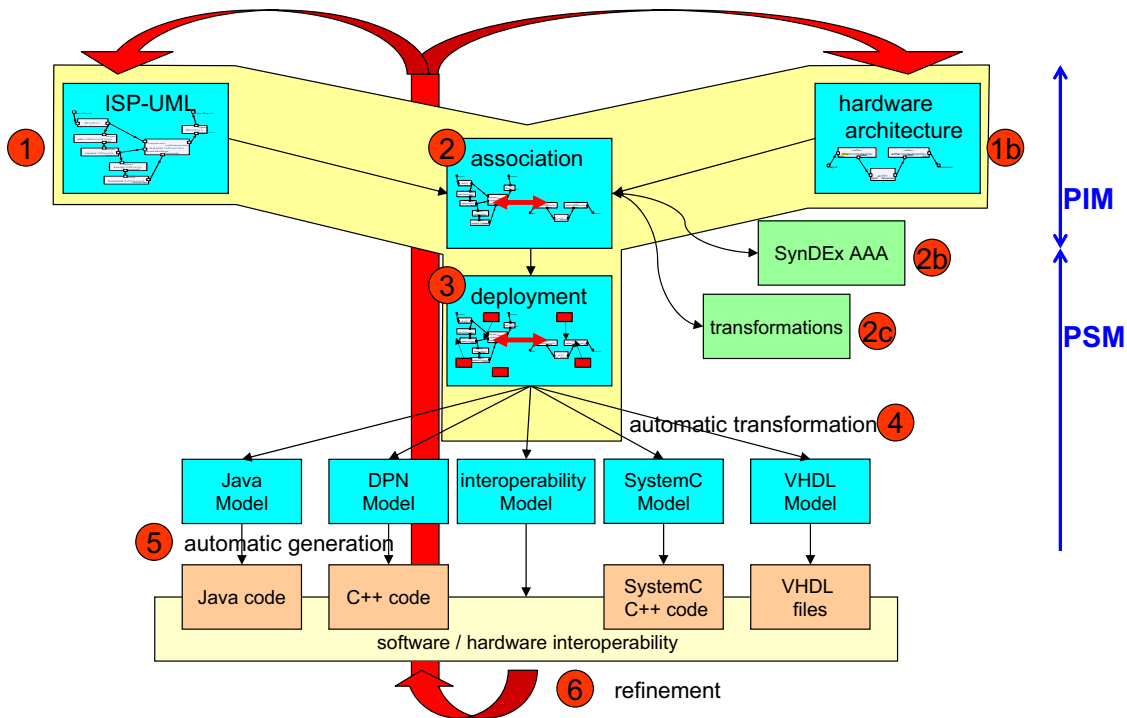 ISP-UML
hardware
architecture
1
2
association
1b
PIM
SynDEx AAA
2b
3
deployment
transformations
2c
PSM
automatic transformation
4
Java
Model
DPN
Model
interoperability
Model
SystemC
Model
VHDL
Model
5
automatic generation
Java code
C++ code
SystemC
C++ code
VHDL
files
software / hardware interoperability
6
refinement